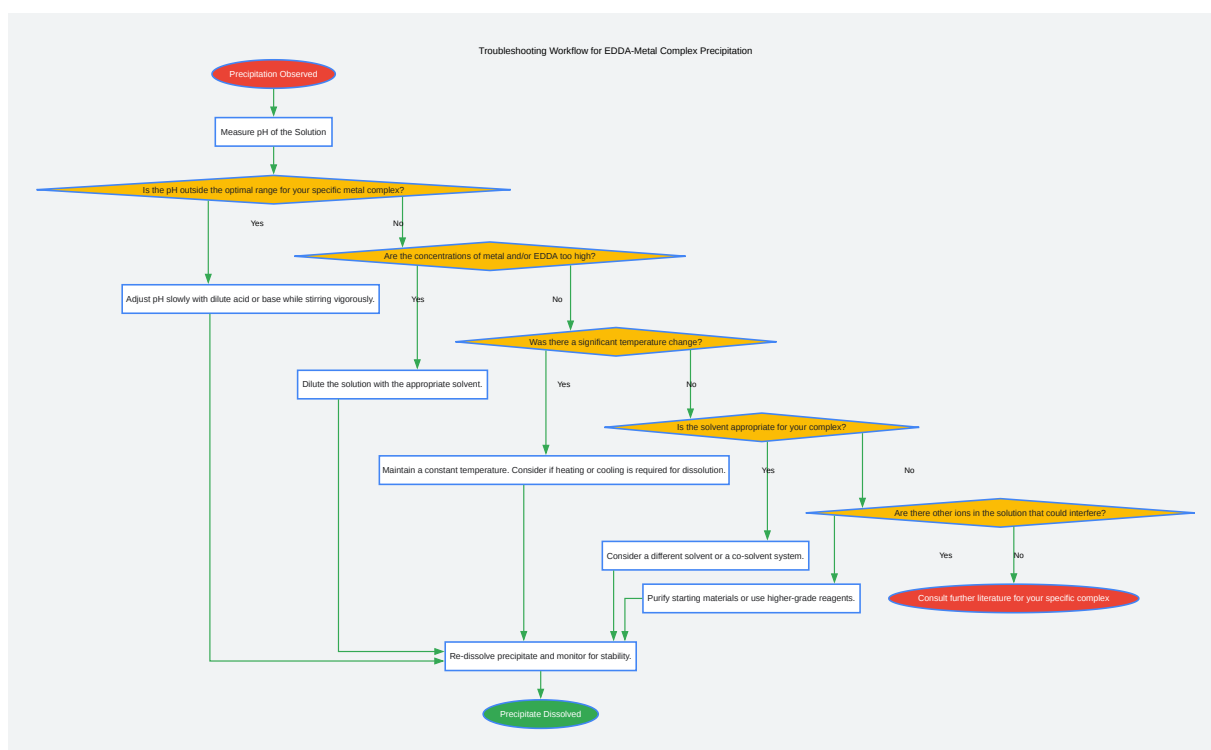 Troubleshooting Workflow for EDDA-Metal Complex Precipitation
Precipitation Observed
Measure pH of the Solution
Is the pH outside the optimal range for your specific metal complex?
Yes
No
Are the concentrations of metal and/or EDDA too high?
Adjust pH slowly with dilute acid or base while stirring vigorously.
Yes
No
Was there a significant temperature change?
Dilute the solution with the appropriate solvent.
Yes
No
Is the solvent appropriate for your complex?
Maintain a constant temperature. Consider if heating or cooling is required for dissolution.
Yes
No
Are there other ions in the solution that could interfere?
Consider a different solvent or a co-solvent system.
Yes
No
Purify starting materials or use higher-grade reagents.
Consult further literature for your specific complex
Re-dissolve precipitate and monitor for stability.
Precipitate Dissolved